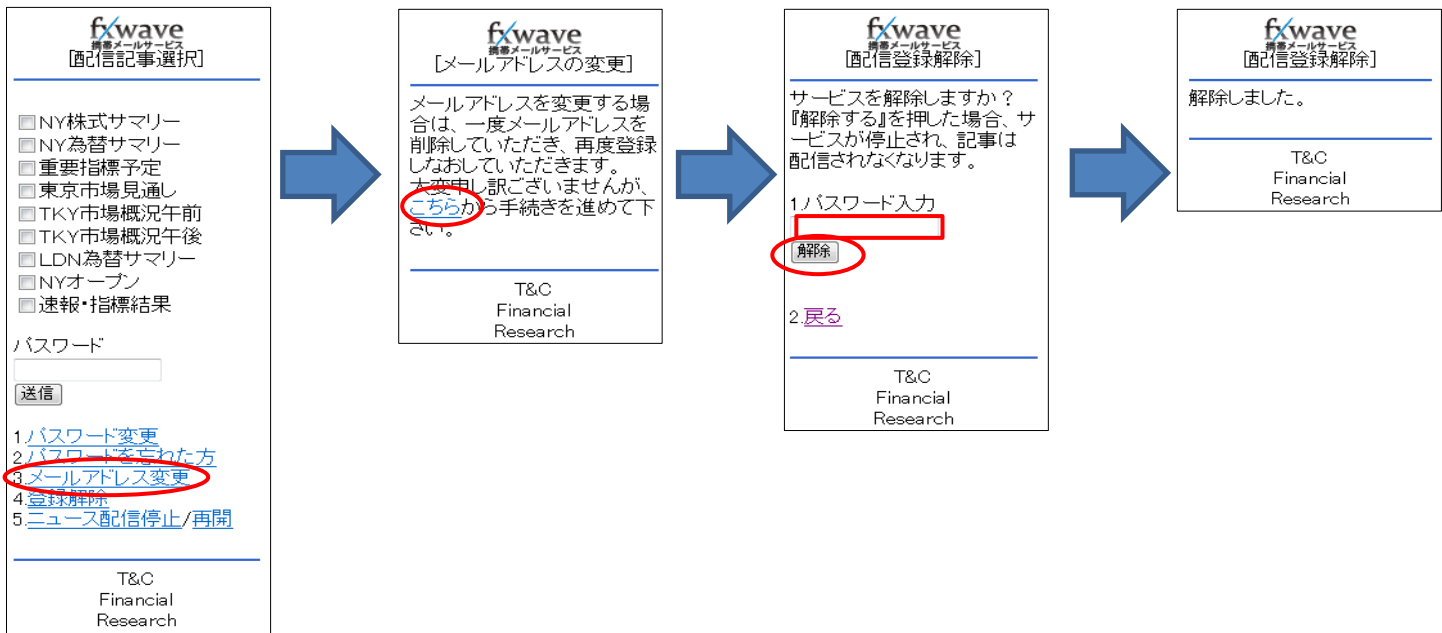 fxwave
携帯メールサービス
[配信記事選択]
NY株式サマリー
NY為替サマリー
重要指標予定
東京市場見通し
TKY市場概況午前
TKY市場概況午後
LDN為替サマリー
NYオープン
速報・指標結果
パスワード
送信
1.パスワード変更
2.パスワードを忘れた方
3.メールアドレス変更
4.登録解除
5.ニュース配信停止/再開
T&C
Financial
Research
fxwave
携帯メールサービス
[メールアドレスの変更]
メールアドレスを変更する場
合は、一度メールアドレスを
削除していただき、再度登録
しなおしていただきます。
大変申し訳ございませんが、
こちらから手続きを進めて下
さい。
T&C
Financial
Research
fxwave
携帯メールサービス
[配信登録解除]
サービスを解除しますか？
『解除する』を押した場合、サ
ービスが停止され、記事は
配信されなくなります。
1.パスワード入力
解除
2.戻る
T&C
Financial
Research
fxwave
携帯メールサービス
[配信登録解除]
解除しました。
T&C
Financial
Research